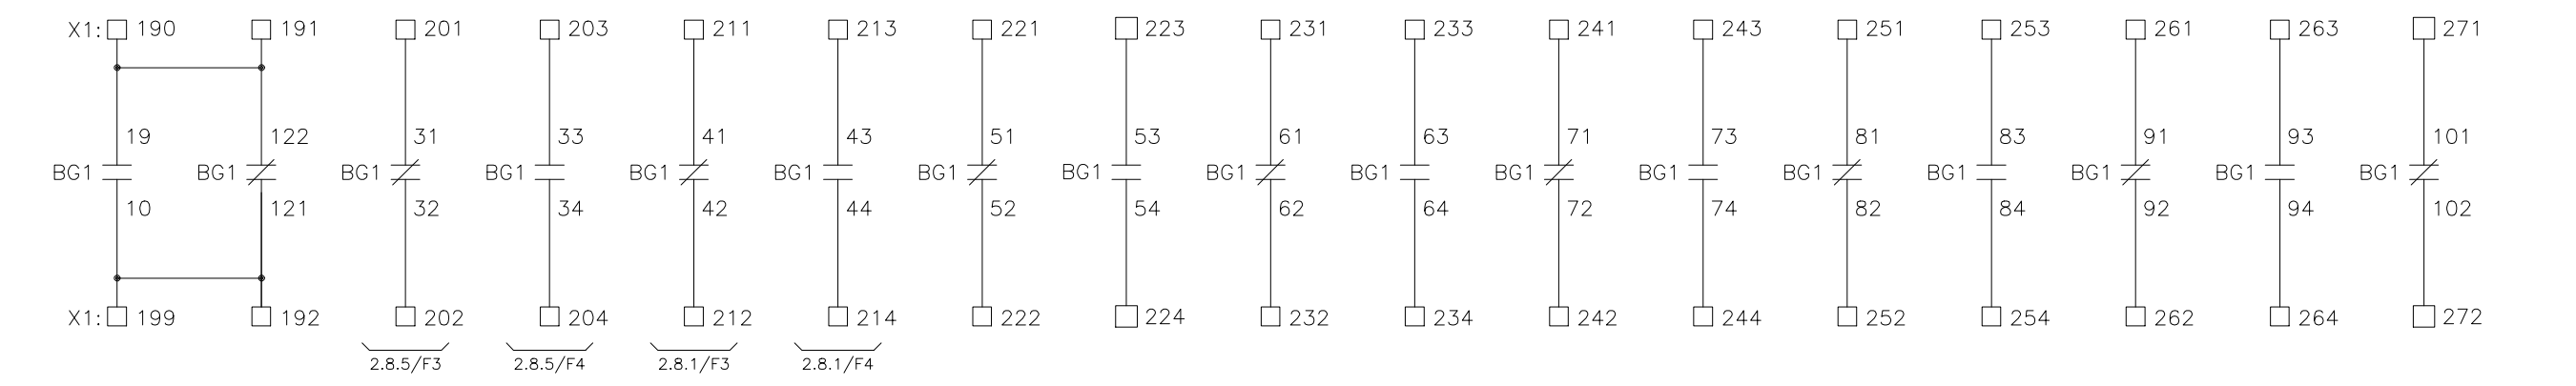 X1: 190 191 201 203 211 213 221 223 231 233 241 243 251 253 261 263 271
19 122 31 33 41 43 51 53 61 63 71 73 81 83 91 93 101
BG1 BG1 BG1 BG1 BG1 BG1 BG1 BG1 BG1 BG1 BG1 BG1 BG1 BG1 BG1 BG1 BG1
10 121 32 34 42 44 52 54 62 64 72 74 82 84 92 94 102
X1: 199 192 202 204 212 214 222 224 232 234 242 244 252 254 262 264 272
2.8.5/F3 2.8.5/F4 2.8.1/F3 2.8.1/F4